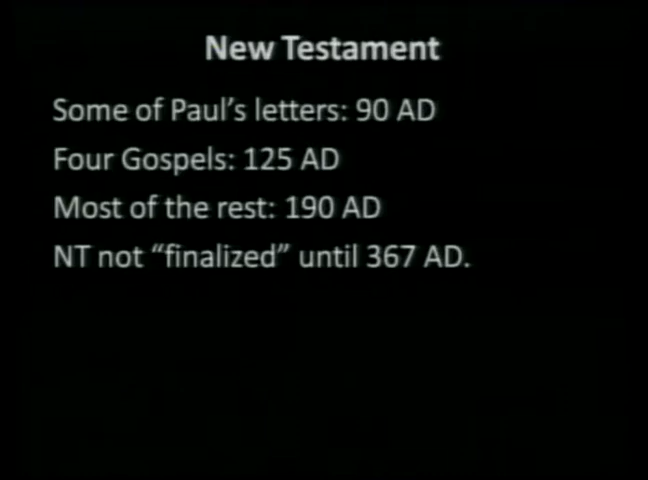 New Testament
Some of Paul’s letters: 90 AD
Four Gospels: 125 AD
Most of the rest: 190 AD
NT not “finalized” until 367 AD.